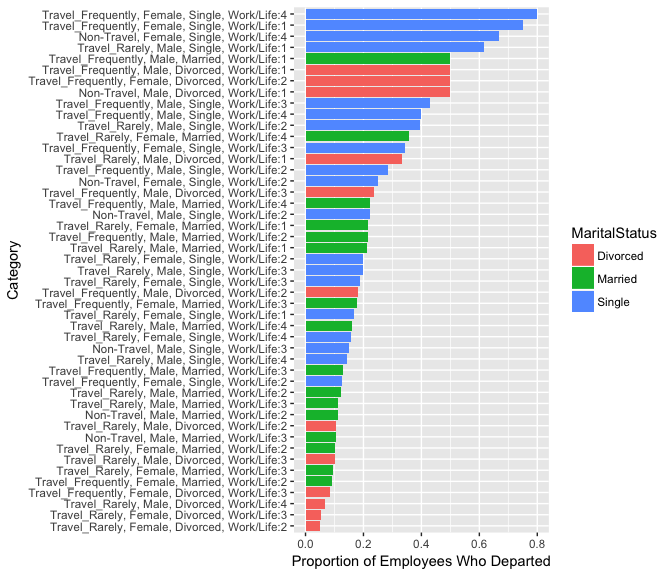 Travel_Frequently, Female, Single, Work/Life:4
Travel_Frequently, Female, Single, Work/Life:1
Non-Travel, Female, Single, Work/Life:4
Travel_Rarely, Male, Single, Work/Life:1
Travel_Frequently, Male, Married, Work/Life:1
Travel_Frequently, Male, Divorced, Work/Life:1
Travel_Frequently, Female, Divorced, Work/Life:2
Non-Travel, Male, Divorced, Work/Life:1
Travel_Frequently, Male, Single, Work/Life:3
Travel_Frequently, Male, Single, Work/Life:4
Travel_Rarely, Male, Single, Work/Life:2
Travel_Rarely, Female, Married, Work/Life:4
Travel_Frequently, Female, Single, Work/Life:3
Travel_Rarely, Male, Divorced, Work/Life:1
Travel_Frequently, Male, Single, Work/Life:2
Non-Travel, Female, Single, Work/Life:2
Travel_Frequently, Male, Divorced, Work/Life:3
Travel_Frequently, Male, Married, Work/Life:4
Non-Travel, Male, Single, Work/Life:2
Travel_Rarely, Female, Married, Work/Life:1
Travel_Frequently, Male, Married, Work/Life:2
Travel_Rarely, Male, Married, Work/Life:1
Travel_Rarely, Female, Single, Work/Life:2
Travel_Rarely, Male, Single, Work/Life:3
Travel_Rarely, Female, Single, Work/Life:3
Travel_Frequently, Male, Divorced, Work/Life:2
Travel_Frequently, Female, Married, Work/Life:3
Travel_Rarely, Female, Single, Work/Life:1
Travel_Rarely, Male, Married, Work/Life:4
Travel_Rarely, Female, Single, Work/Life:4
Non-Travel, Male, Single, Work/Life:3
Travel_Rarely, Male, Single, Work/Life:4
Travel_Frequently, Male, Married, Work/Life:3
Travel_Frequently, Female, Single, Work/Life:2
Travel_Rarely, Male, Married, Work/Life:2
Travel_Rarely, Male, Married, Work/Life:3
Non-Travel, Male, Married, Work/Life:2
Travel_Rarely, Male, Divorced, Work/Life:2
Non-Travel, Male, Married, Work/Life:3
Travel_Rarely, Female, Married, Work/Life:2
Travel_Rarely, Male, Divorced, Work/Life:3
Travel_Rarely, Female, Married, Work/Life:3
Travel_Frequently, Female, Married, Work/Life:2
Travel_Frequently, Female, Divorced, Work/Life:3
Travel_Rarely, Male, Divorced, Work/Life:4
Travel_Rarely, Female, Divorced, Work/Life:3
Travel_Rarely, Female, Divorced, Work/Life:2
Category
0.0 0.2 0.4 0.6 0.8
Proportion of Employees Who Departed
MaritalStatus
Divorced
Married
Single